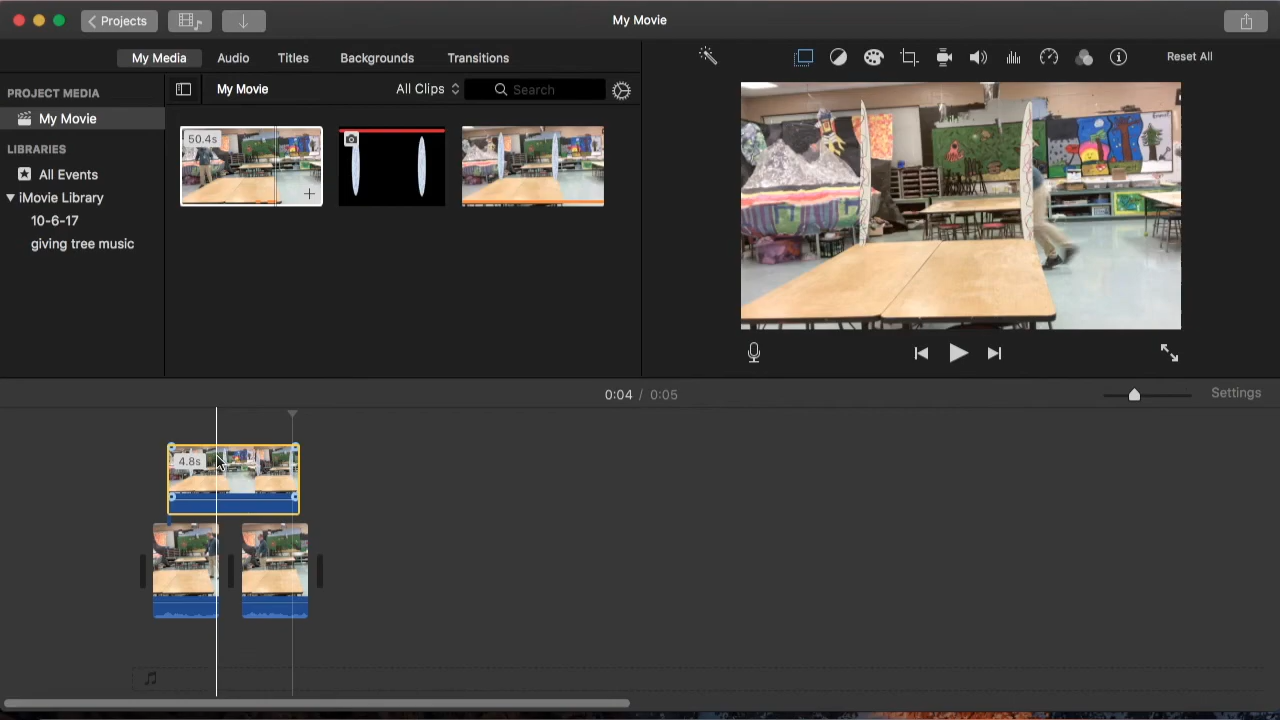 Projects
My Movie
My Media
Audio
Titles
Backgrounds
Transitions
Reset All
PROJECT MEDIA
My Movie
All Clips
Search
My Movie
LIBRARIES
All Events
iMovie Library
10-6-17
giving tree music
50.4s
0:04 / 0:05
Settings
4.8s